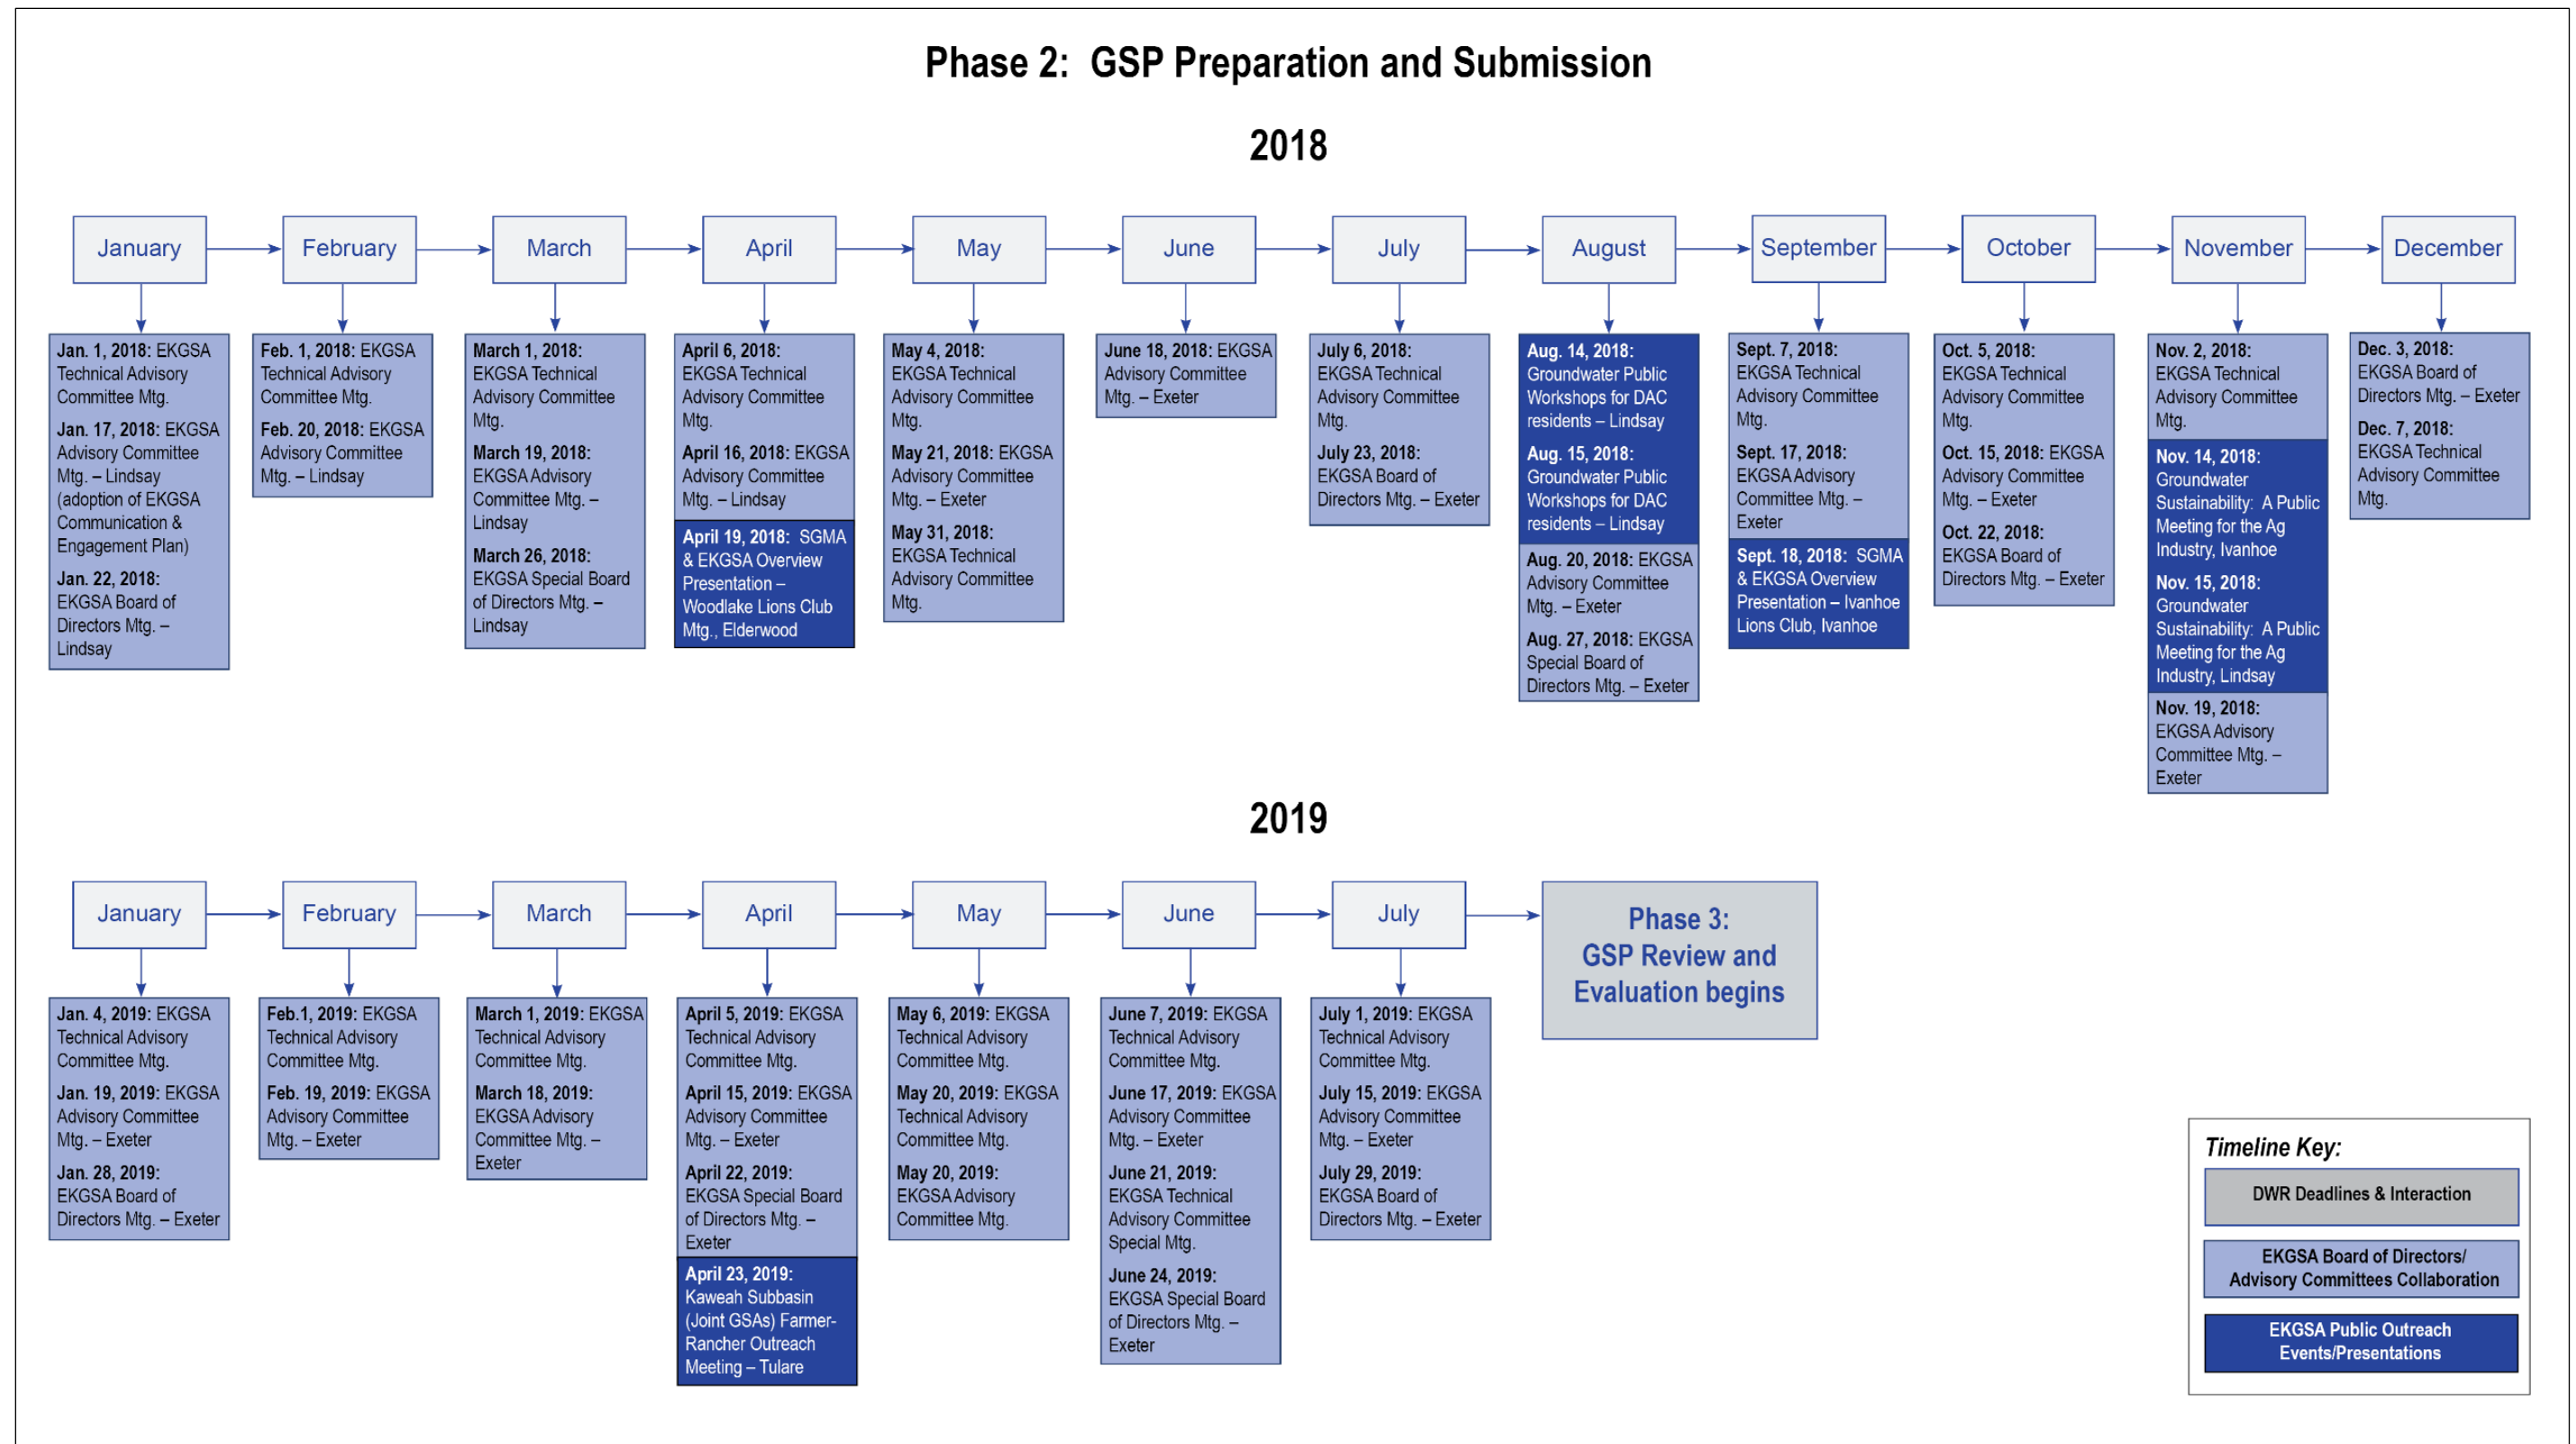 Phase 2:  GSP Preparation and Submission
2018
January
February
March
April
May
June
July
August
September
October
November
December
Jan. 1, 2018: EKGSA
Technical Advisory
Committee Mtg.
Jan. 17, 2018: EKGSA
Advisory Committee
Mtg. – Lindsay
(adoption of EKGSA
Communication &
Engagement Plan)
Jan. 22, 2018:
EKGSA Board of
Directors Mtg. –
Lindsay
Feb. 1, 2018: EKGSA
Technical Advisory
Committee Mtg.
Feb. 20, 2018: EKGSA
Advisory Committee
Mtg. – Lindsay
March 1, 2018:
EKGSA Technical
Advisory Committee
Mtg.
March 19, 2018:
EKGSA Advisory
Committee Mtg. –
Lindsay
March 26, 2018:
EKGSA Special Board
of Directors Mtg. –
Lindsay
April 6, 2018:
EKGSA Technical
Advisory Committee
Mtg.
April 16, 2018: EKGSA
Advisory Committee
Mtg. – Lindsay
April 19, 2018:  SGMA
& EKGSA Overview
Presentation –
Woodlake Lions Club
Mtg., Elderwood
May 4, 2018:
EKGSA Technical
Advisory Committee
Mtg.
May 21, 2018: EKGSA
Advisory Committee
Mtg. – Exeter
May 31, 2018:
EKGSA Technical
Advisory Committee
Mtg.
June 18, 2018: EKGSA
Advisory Committee
Mtg. – Exeter
July 6, 2018:
EKGSA Technical
Advisory Committee
Mtg.
July 23, 2018:
EKGSA Board of
Directors Mtg. – Exeter
Aug. 14, 2018:
Groundwater Public
Workshops for DAC
residents – Lindsay
Aug. 15, 2018:
Groundwater Public
Workshops for DAC
residents – Lindsay
Aug. 20, 2018: EKGSA
Advisory Committee
Mtg. – Exeter
Aug. 27, 2018: EKGSA
Special Board of
Directors Mtg. – Exeter
Sept. 7, 2018:
EKGSA Technical
Advisory Committee
Mtg.
Sept. 17, 2018:
EKGSA Advisory
Committee Mtg. –
Exeter
Sept. 18, 2018:  SGMA
& EKGSA Overview
Presentation – Ivanhoe
Lions Club, Ivanhoe
Oct. 5, 2018:
EKGSA Technical
Advisory Committee
Mtg.
Oct. 15, 2018: EKGSA
Advisory Committee
Mtg. – Exeter
Oct. 22, 2018:
EKGSA Board of
Directors Mtg. – Exeter
Nov. 2, 2018:
EKGSA Technical
Advisory Committee
Mtg.
Nov. 14, 2018:
Groundwater
Sustainability:  A Public
Meeting for the Ag
Industry, Ivanhoe
Nov. 15, 2018:
Groundwater
Sustainability:  A Public
Meeting for the Ag
Industry, Lindsay
Nov. 19, 2018:
EKGSA Advisory
Committee Mtg. –
Exeter
Dec. 3, 2018:
EKGSA Board of
Directors Mtg. – Exeter
Dec. 7, 2018:
EKGSA Technical
Advisory Committee
Mtg.
2019
January
February
March
April
May
June
July
Phase 3:
GSP Review and
Evaluation begins
Jan. 4, 2019: EKGSA
Technical Advisory
Committee Mtg.
Jan. 19, 2019: EKGSA
Advisory Committee
Mtg. – Exeter
Jan. 28, 2019:
EKGSA Board of
Directors Mtg. – Exeter
Feb.1, 2019: EKGSA
Technical Advisory
Committee Mtg.
Feb. 19, 2019: EKGSA
Advisory Committee
Mtg. – Exeter
March 1, 2019: EKGSA
Technical Advisory
Committee Mtg.
March 18, 2019:
EKGSA Advisory
Committee Mtg. –
Exeter
April 5, 2019: EKGSA
Technical Advisory
Committee Mtg.
April 15, 2019: EKGSA
Advisory Committee
Mtg. – Exeter
April 22, 2019:
EKGSA Special Board
of Directors Mtg. –
Exeter
April 23, 2019:
Kaweah Subbasin
(Joint GSAs) Farmer-
Rancher Outreach
Meeting – Tulare
May 6, 2019: EKGSA
Technical Advisory
Committee Mtg.
May 20, 2019: EKGSA
Technical Advisory
Committee Mtg.
May 20, 2019:
EKGSA Advisory
Committee Mtg.
June 7, 2019: EKGSA
Technical Advisory
Committee Mtg.
June 17, 2019: EKGSA
Advisory Committee
Mtg. – Exeter
June 21, 2019:
EKGSA Technical
Advisory Committee
Special Mtg.
June 24, 2019:
EKGSA Special Board
of Directors Mtg. –
Exeter
July 1, 2019: EKGSA
Technical Advisory
Committee Mtg.
July 15, 2019: EKGSA
Advisory Committee
Mtg. – Exeter
July 29, 2019:
EKGSA Board of
Directors Mtg. – Exeter
Timeline Key:
DWR Deadlines & Interaction
EKGSA Board of Directors/
Advisory Committees Collaboration
EKGSA Public Outreach
Events/Presentations